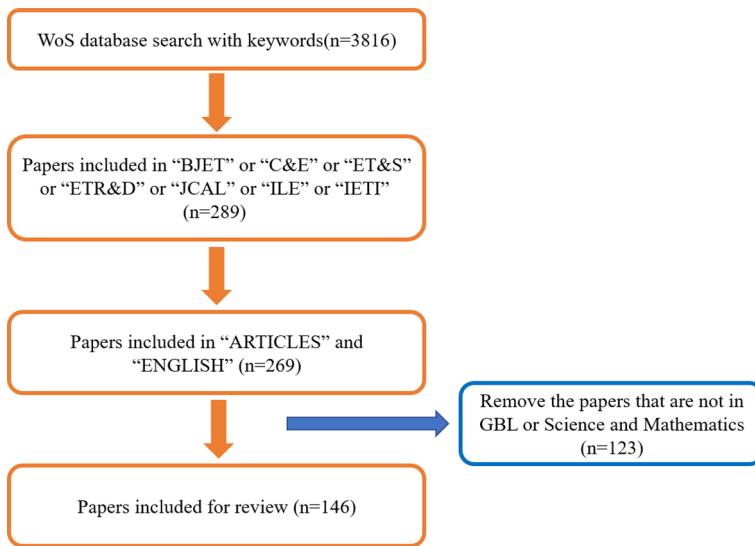 WoS database search with keywords(n=3816)
Papers included in “BJET” or “C&E” or “ET&S”
or “ETR&D” or “JCAL” or “ILE” or “IETI”
(n=289)
Papers included in “ARTICLES” and
“ENGLISH” (n=269)
Remove the papers that are not in
GBL or Science and Mathematics
(n=123)
Papers included for review (n=146)